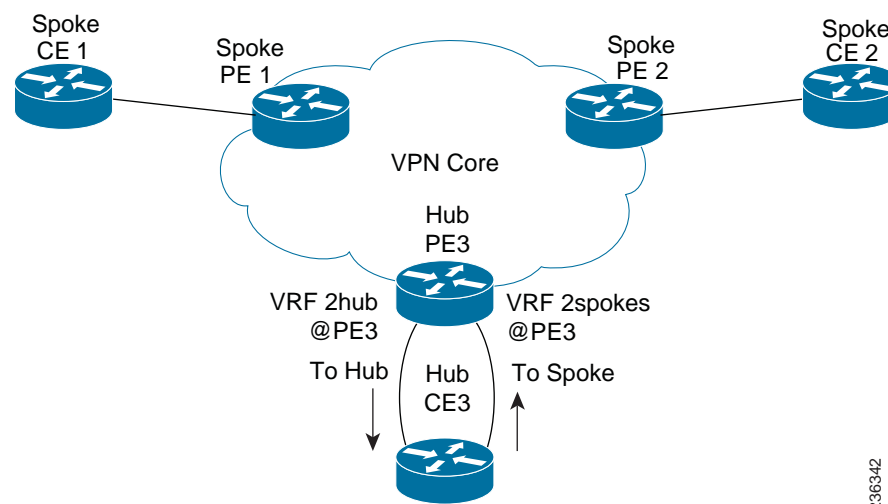 Spoke
CE 1
Spoke
PE 1
Spoke
PE 2
Spoke
CE 2
VPN Core
Hub
PE3
VRF 2hub
@PE3
VRF 2spokes
@PE3
To Hub
Hub
CE3
To Spoke